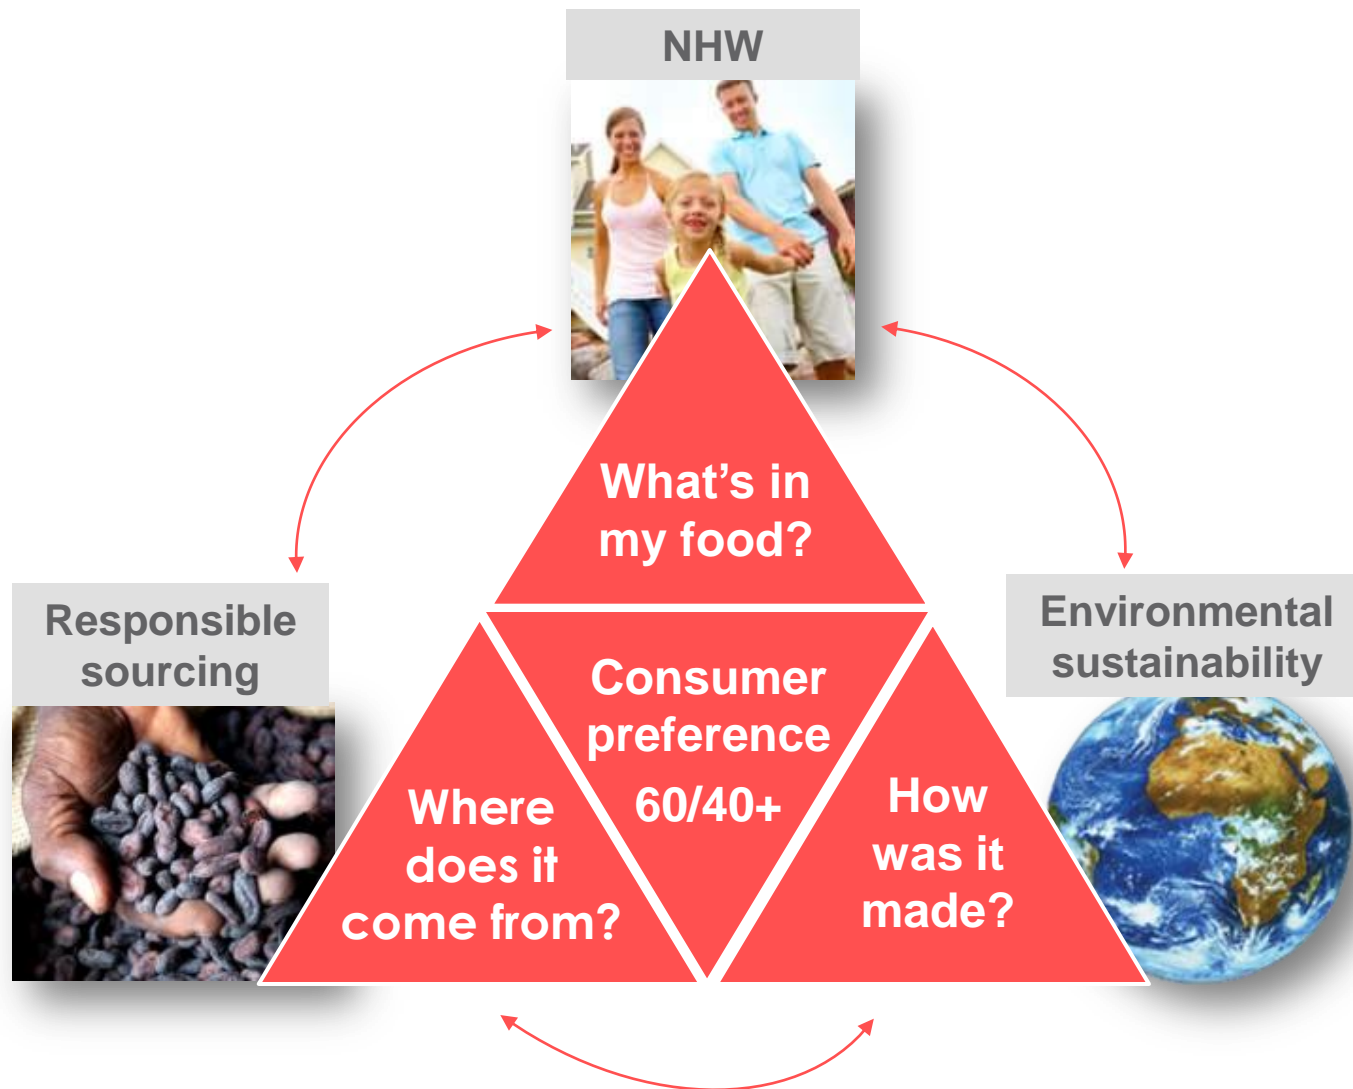 NHW
What’s in
my food?
Responsible
sourcing
Environmental
sustainability
Consumer
preference
60/40+
Where
does it
come from?
How
was it
made?